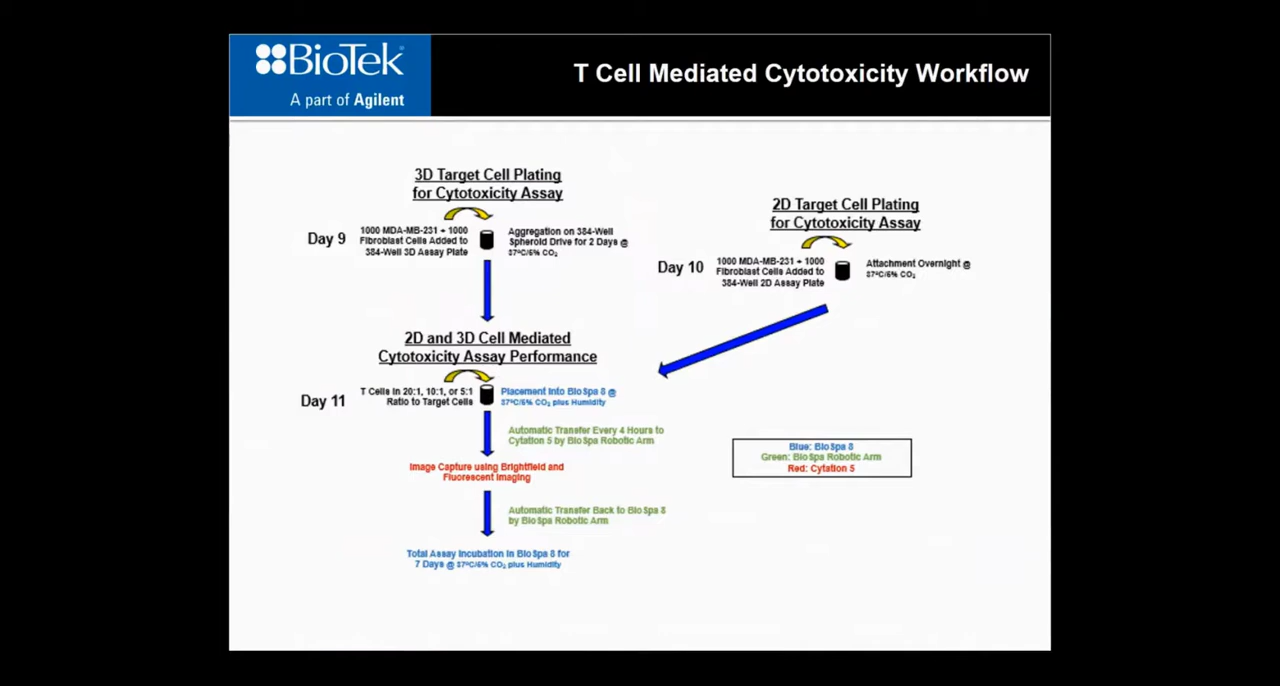 BioTek
A part of Agilent
T Cell Mediated Cytotoxicity Workflow
3D Target Cell Plating
for Cytotoxicity Assay
Day 9
1000 MDA-MB-231 + 1000
Fibroblast Cells Added to
384-Well 3D Assay Plate
Aggregation on 384-Well
Spheroid Drive for 2 Days @
37ºC/5% CO₂
2D Target Cell Plating
for Cytotoxicity Assay
Day 10
1000 MDA-MB-231 + 1000
Fibroblast Cells Added to
384-Well 2D Assay Plate
Attachment Overnight @
37ºC/5% CO₂
2D and 3D Cell Mediated
Cytotoxicity Assay Performance
Day 11
T Cells in 20:1, 10:1, or 5:1
Ratio to Target Cells
Placement into BioSpa 8 @
37ºC/5% CO₂ plus Humidity
Automatic Transfer Every 4 Hours to
Cytation 5 by BioSpa Robotic Arm
Image Capture using Brightfield and
Fluorescent Imaging
Automatic Transfer Back to BioSpa 8
by BioSpa Robotic Arm
Total Assay Incubation in BioSpa 8 for
7 Days @ 37ºC/5% CO₂ plus Humidity
Blue: BioSpa 8
Green: BioSpa Robotic Arm
Red: Cytation 5